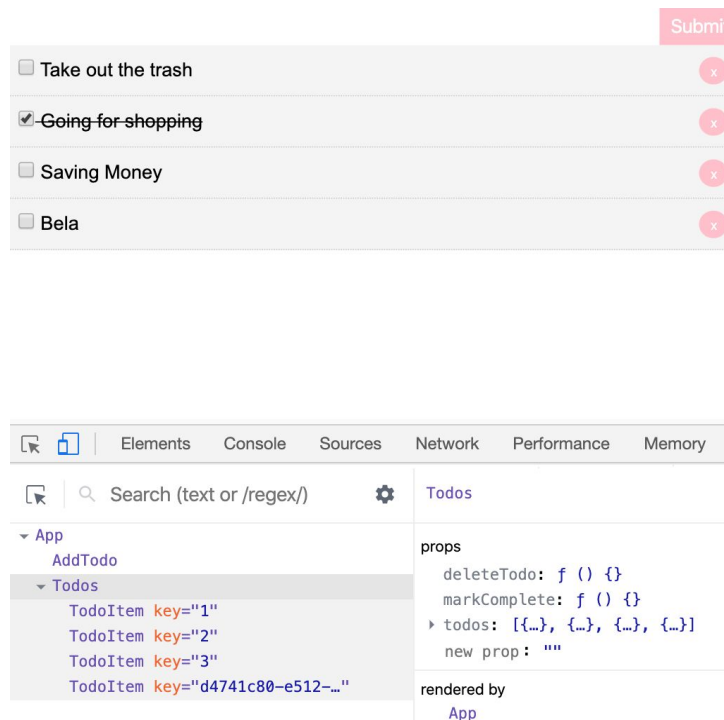 Submi
Take out the trash
x
Going for shopping
x
Saving Money
x
Bela
x
Elements Console Sources Network Performance Memory
Search (text or /regex/)
Todos
App
AddTodo
Todos
TodoItem key="1"
TodoItem key="2"
TodoItem key="3"
TodoItem key="d4741c80-e512-…"
props
deleteTodo: ƒ () {}
markComplete: ƒ () {}
todos: [{…}, {…}, {…}, {…}]
new prop: ""
rendered by
App